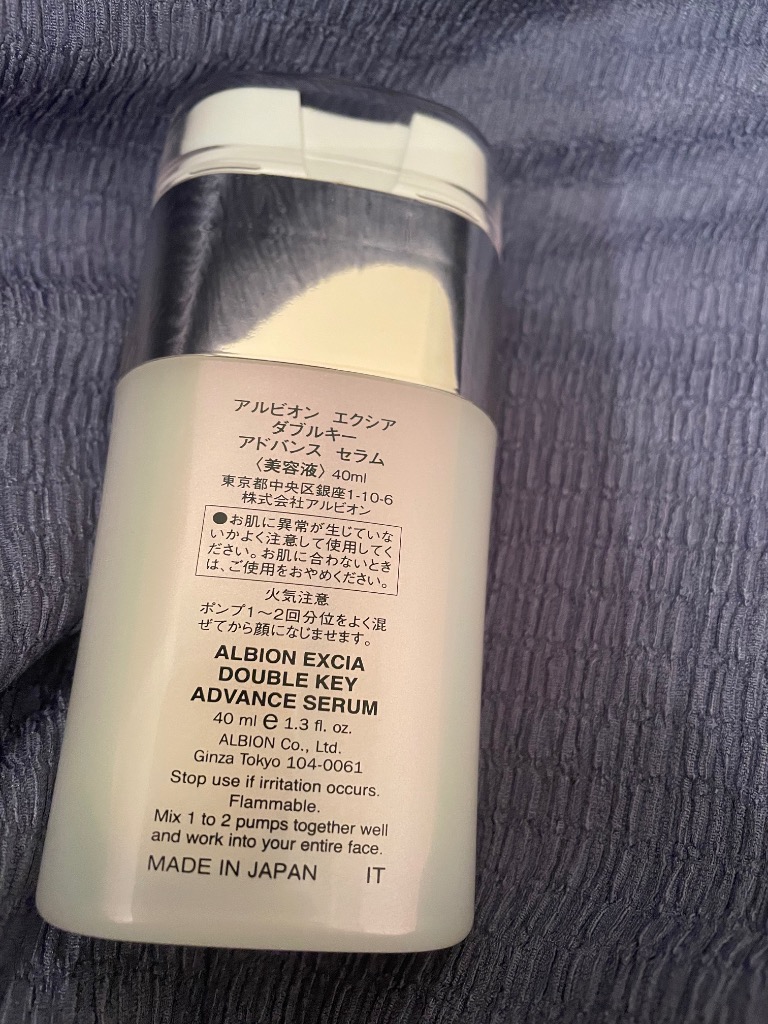 アルビオン エクシア
ダブルキー
アドバンス セラム
〈美容液〉40ml
東京都中央区銀座1-10-6
株式会社アルビオン
●お肌に異常が生じていな
いかよく注意して使用してく
ださい。お肌に合わないとき
は、ご使用をおやめください。
火気注意
ポンプ1〜2回分位をよく混
ぜてから顔になじませます。
ALBION EXCIA
DOUBLE KEY
ADVANCE SERUM
40 ml e 1.3 fl. oz.
ALBION Co., Ltd.
Ginza Tokyo 104-0061
Stop use if irritation occurs.
Flammable.
Mix 1 to 2 pumps together well
and work into your entire face.
MADE IN JAPAN IT